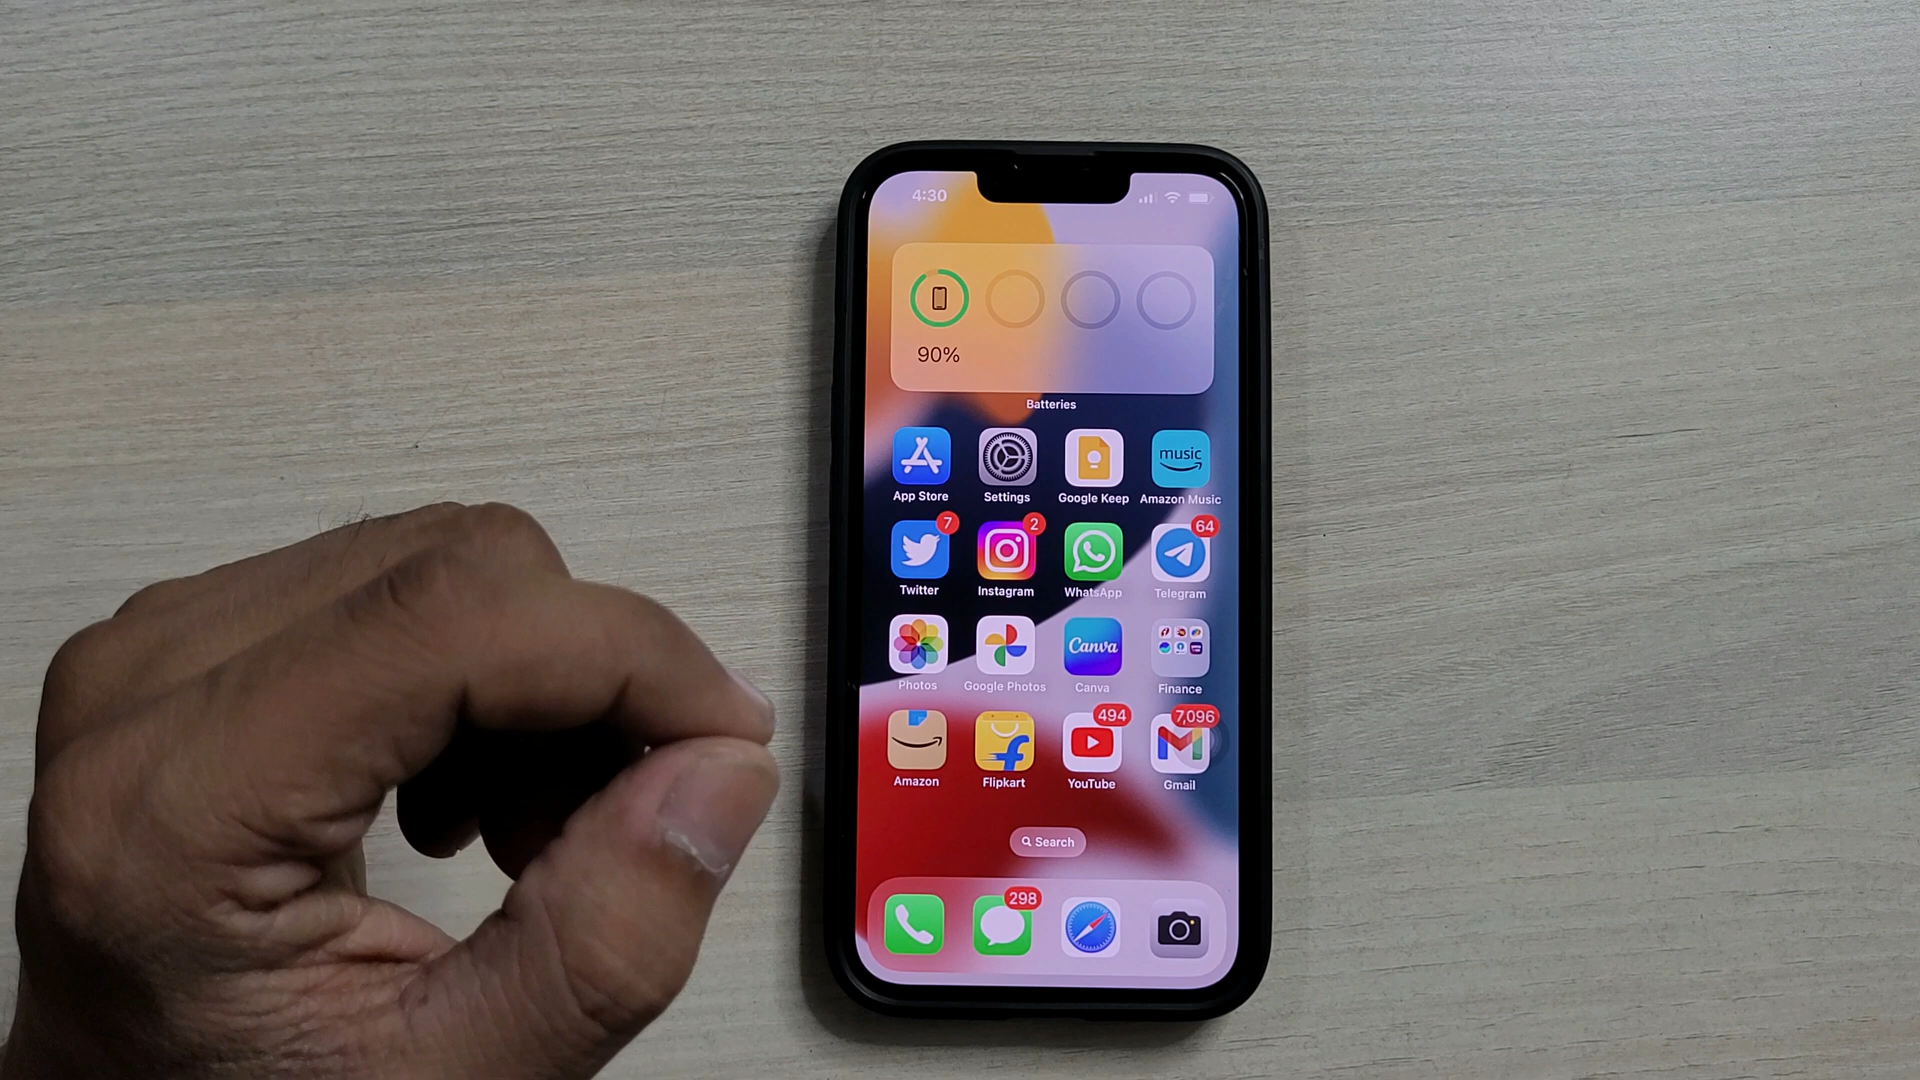 4:30
90%
Batteries
music
App Store Settings Google Keep Amazon Music
7 2 64
Twitter Instagram WhatsApp Telegram
Canva
Photos Google Photos Canva Finance
494 7,096
Amazon Flipkart YouTube Gmail
Search
298